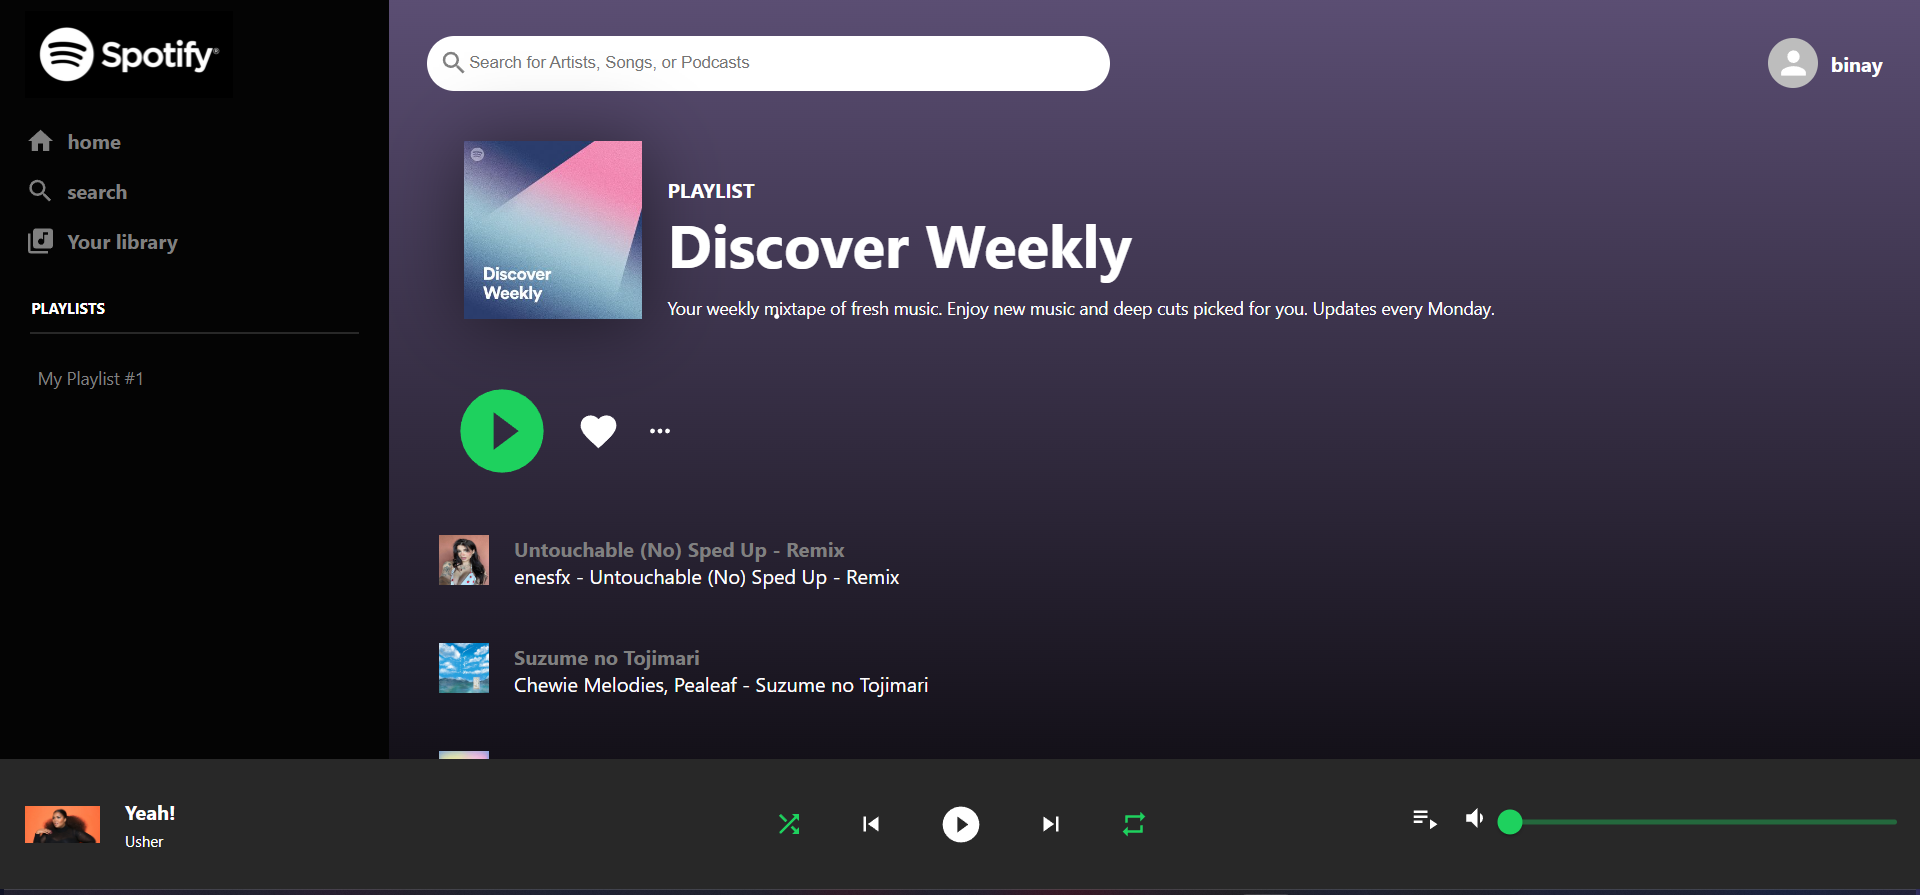 Spotify®
home
search
Your library
PLAYLISTS
My Playlist #1
Search for Artists, Songs, or Podcasts
binay
Discover
Weekly
PLAYLIST
Discover Weekly
Your weekly mixtape of fresh music. Enjoy new music and deep cuts picked for you. Updates every Monday.
Untouchable (No) Sped Up - Remix
enesfx - Untouchable (No) Sped Up - Remix
Suzume no Tojimari
Chewie Melodies, Pealeaf - Suzume no Tojimari
Yeah!
Usher